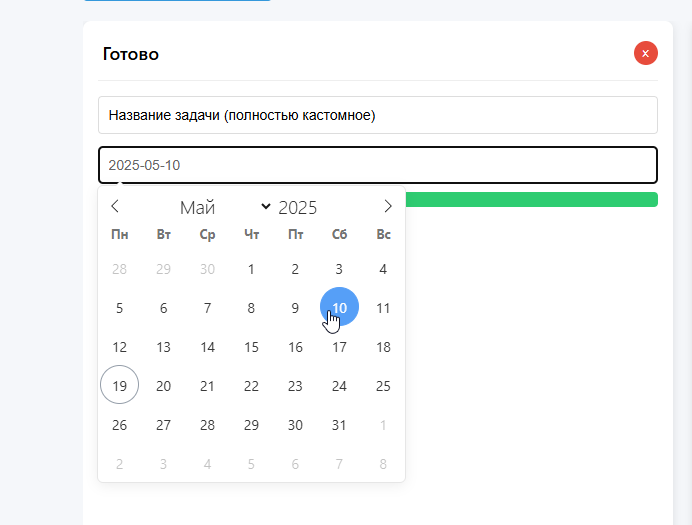 Готово x
Название задачи (полностью кастомное)
2025-05-10
Май 2025
Пн Вт Ср Чт Пт Сб Вс
28 29 30 1 2 3 4
5 6 7 8 9 10 11
12 13 14 15 16 17 18
19 20 21 22 23 24 25
26 27 28 29 30 31 1
2 3 4 5 6 7 8